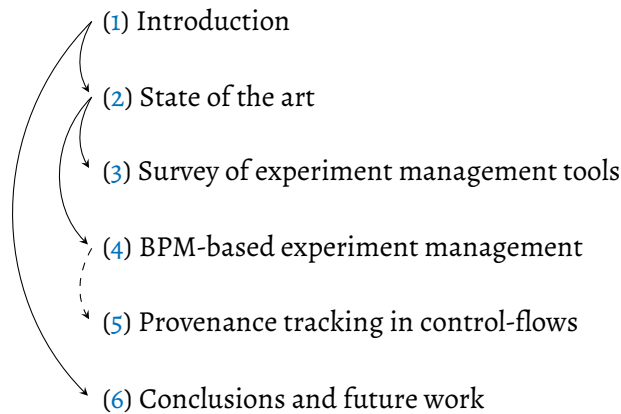 (1) Introduction
(2) State of the art
(3) Survey of experiment management tools
(4) BPM-based experiment management
(5) Provenance tracking in control-flows
(6) Conclusions and future work